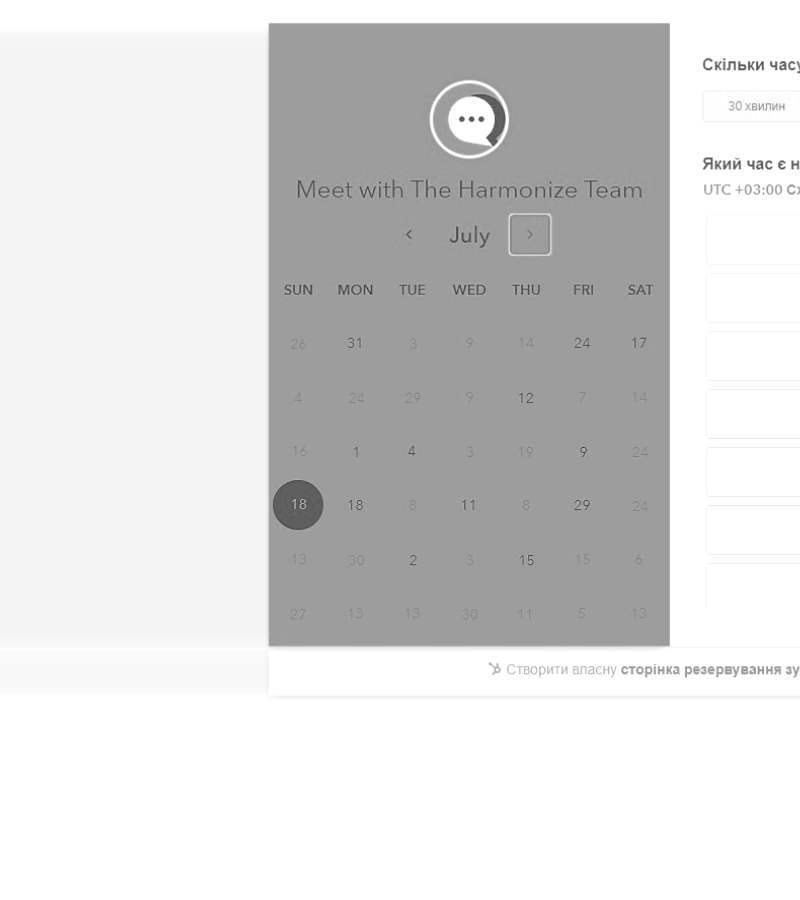 Скільки часу
30 хвилин
Meet with The Harmonize Team
Який час є н
UTC +03:00 Сх
July
SUN MON TUE WED THU FRI SAT
26 31 3 9 14 24 17
4 24 29 9 12 7 14
16 1 4 3 19 9 24
18 18 8 11 8 29 24
13 30 2 3 15 15 6
27 13 13 30 11 5 13
Створити власну сторінка резервування зу